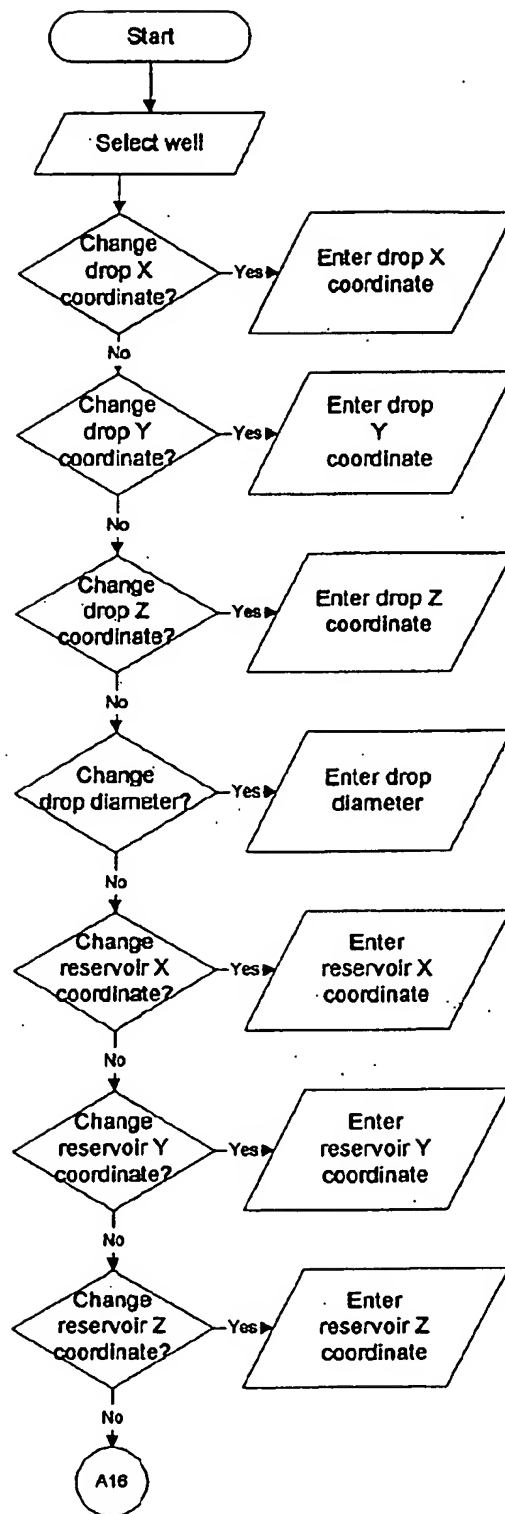 Start
Select well
Change
drop X
coordinate?
Yes
Enter drop X
coordinate
No
Change
drop Y
coordinate?
Yes
Enter drop
Y
coordinate
No
Change
drop Z
coordinate?
Yes
Enter drop Z
coordinate
No
Change
drop diameter?
Yes
Enter drop
diameter
No
Change
reservoir X
coordinate?
Yes
Enter
reservoir X
coordinate
No
Change
reservoir Y
coordinate?
Yes
Enter
reservoir Y
coordinate
No
Change
reservoir Z
coordinate?
Yes
Enter
reservoir Z
coordinate
No
A16